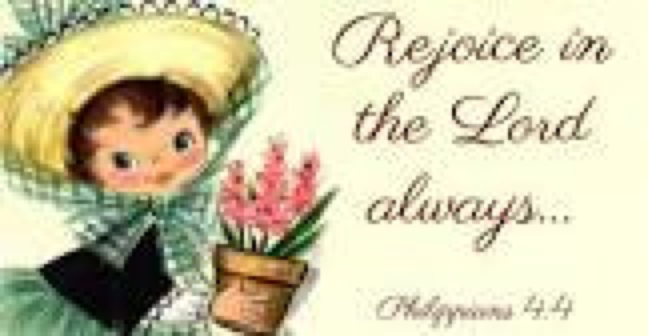 Rejoice in
the Lord
always...
Philippians 4:4